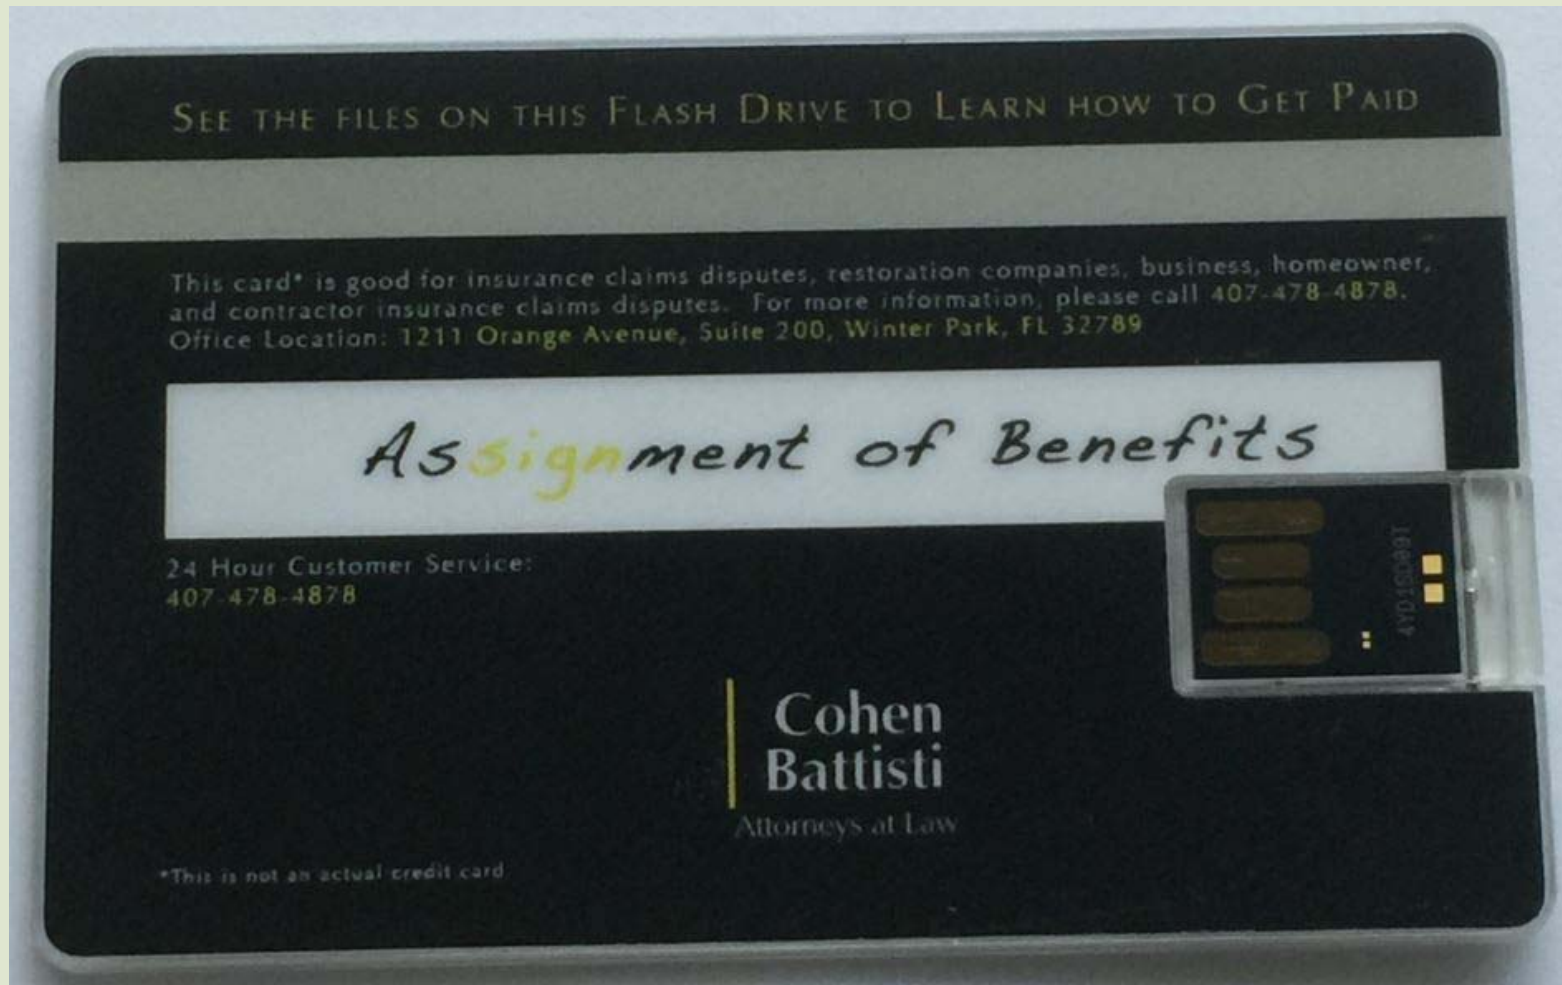 SEE THE FILES ON THIS FLASH DRIVE TO LEARN HOW TO GET PAID
This card* is good for insurance claims disputes, restoration companies, business, homeowner,
and contractor insurance claims disputes. For more information, please call 407-478-4878.
Office Location: 1211 Orange Avenue, Suite 200, Winter Park, FL 32789
Assignment of Benefits
24 Hour Customer Service:
407-478-4878
Cohen
Battisti
Attorneys at Law
*This is not an actual credit card